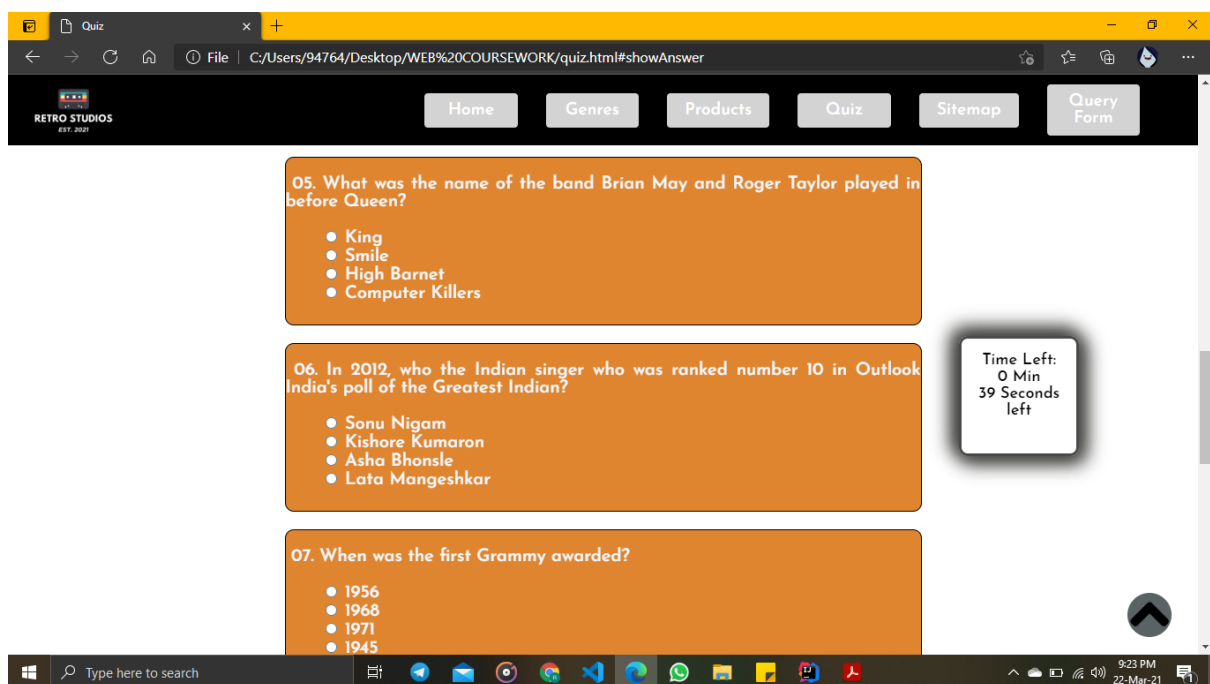 Quiz
File
C:/Users/94764/Desktop/WEB%20COURSEWORK/quiz.html#showAnswer
RETRO STUDIOS
EST. 2021
Home
Genres
Products
Quiz
Sitemap
Query
Form
05. What was the name of the band Brian May and Roger Taylor played in
before Queen?
King
Smile
High Barnet
Computer Killers
06. In 2012, who the Indian singer who was ranked number 10 in Outlook
India's poll of the Greatest Indian?
Sonu Nigam
Kishore Kumaron
Asha Bhonsle
Lata Mangeshkar
Time Left:
0 Min
39 Seconds
left
07. When was the first Grammy awarded?
1956
1968
1971
1945
Type here to search
9:23 PM
22-Mar-21
1